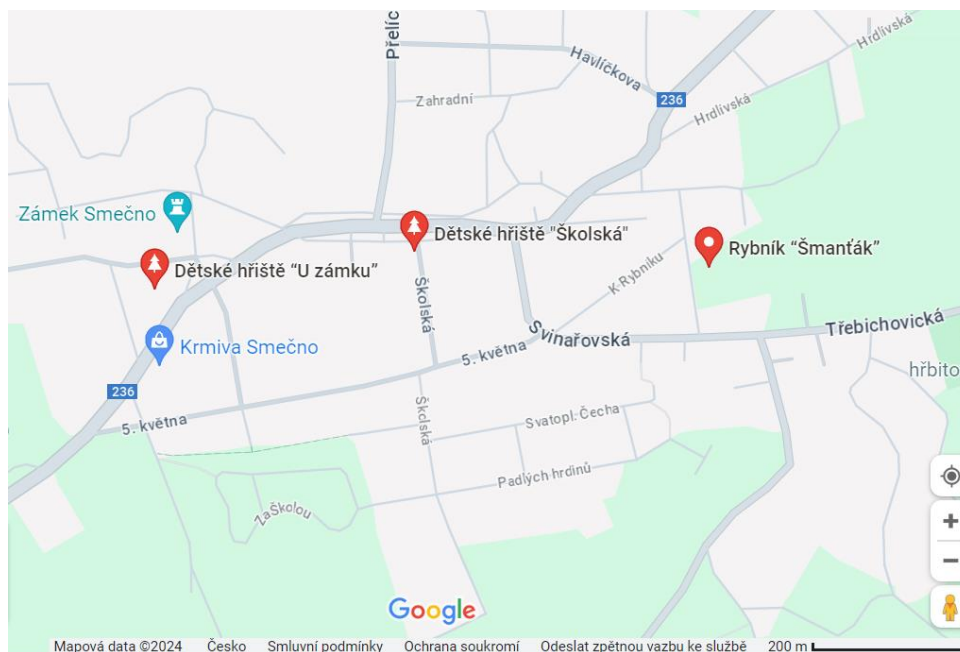 Přelíc
Havlíčkova
Hrdlivská
Zahradní
236
Hrdlivská
Zámek Smečno
Dětské hřiště "Školská"
Rybník “Šmanťák”
Dětské hřiště “U zámku”
K Rybníku
Školská
Svinařovská
Třebichovická
Krmiva Smečno
5. května
hřbito
236
5. května
Školská
Svatopl. Čecha
Padlých hrdinů
Za Školou
Google
Mapová data ©2024 Česko Smluvní podmínky Ochrana soukromí Odeslat zpětnou vazbu ke službě 200 m